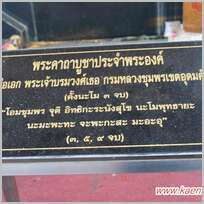 พระคาถาบูชาประจำพระองค์
พระเจ้าบรมวงศ์เธอ กรมหลวงชุมพรเขตอุดม
(ตั้งนะโม ๓ จบ)
"โอมชุมพร จุติ อิทธิกะระนังสุโข นะโมพุทธายะ
นะมะพะทะ จะพะกะสะ มะอะอุ"
(๓, ๕, ๙ จบ)
www.kaen